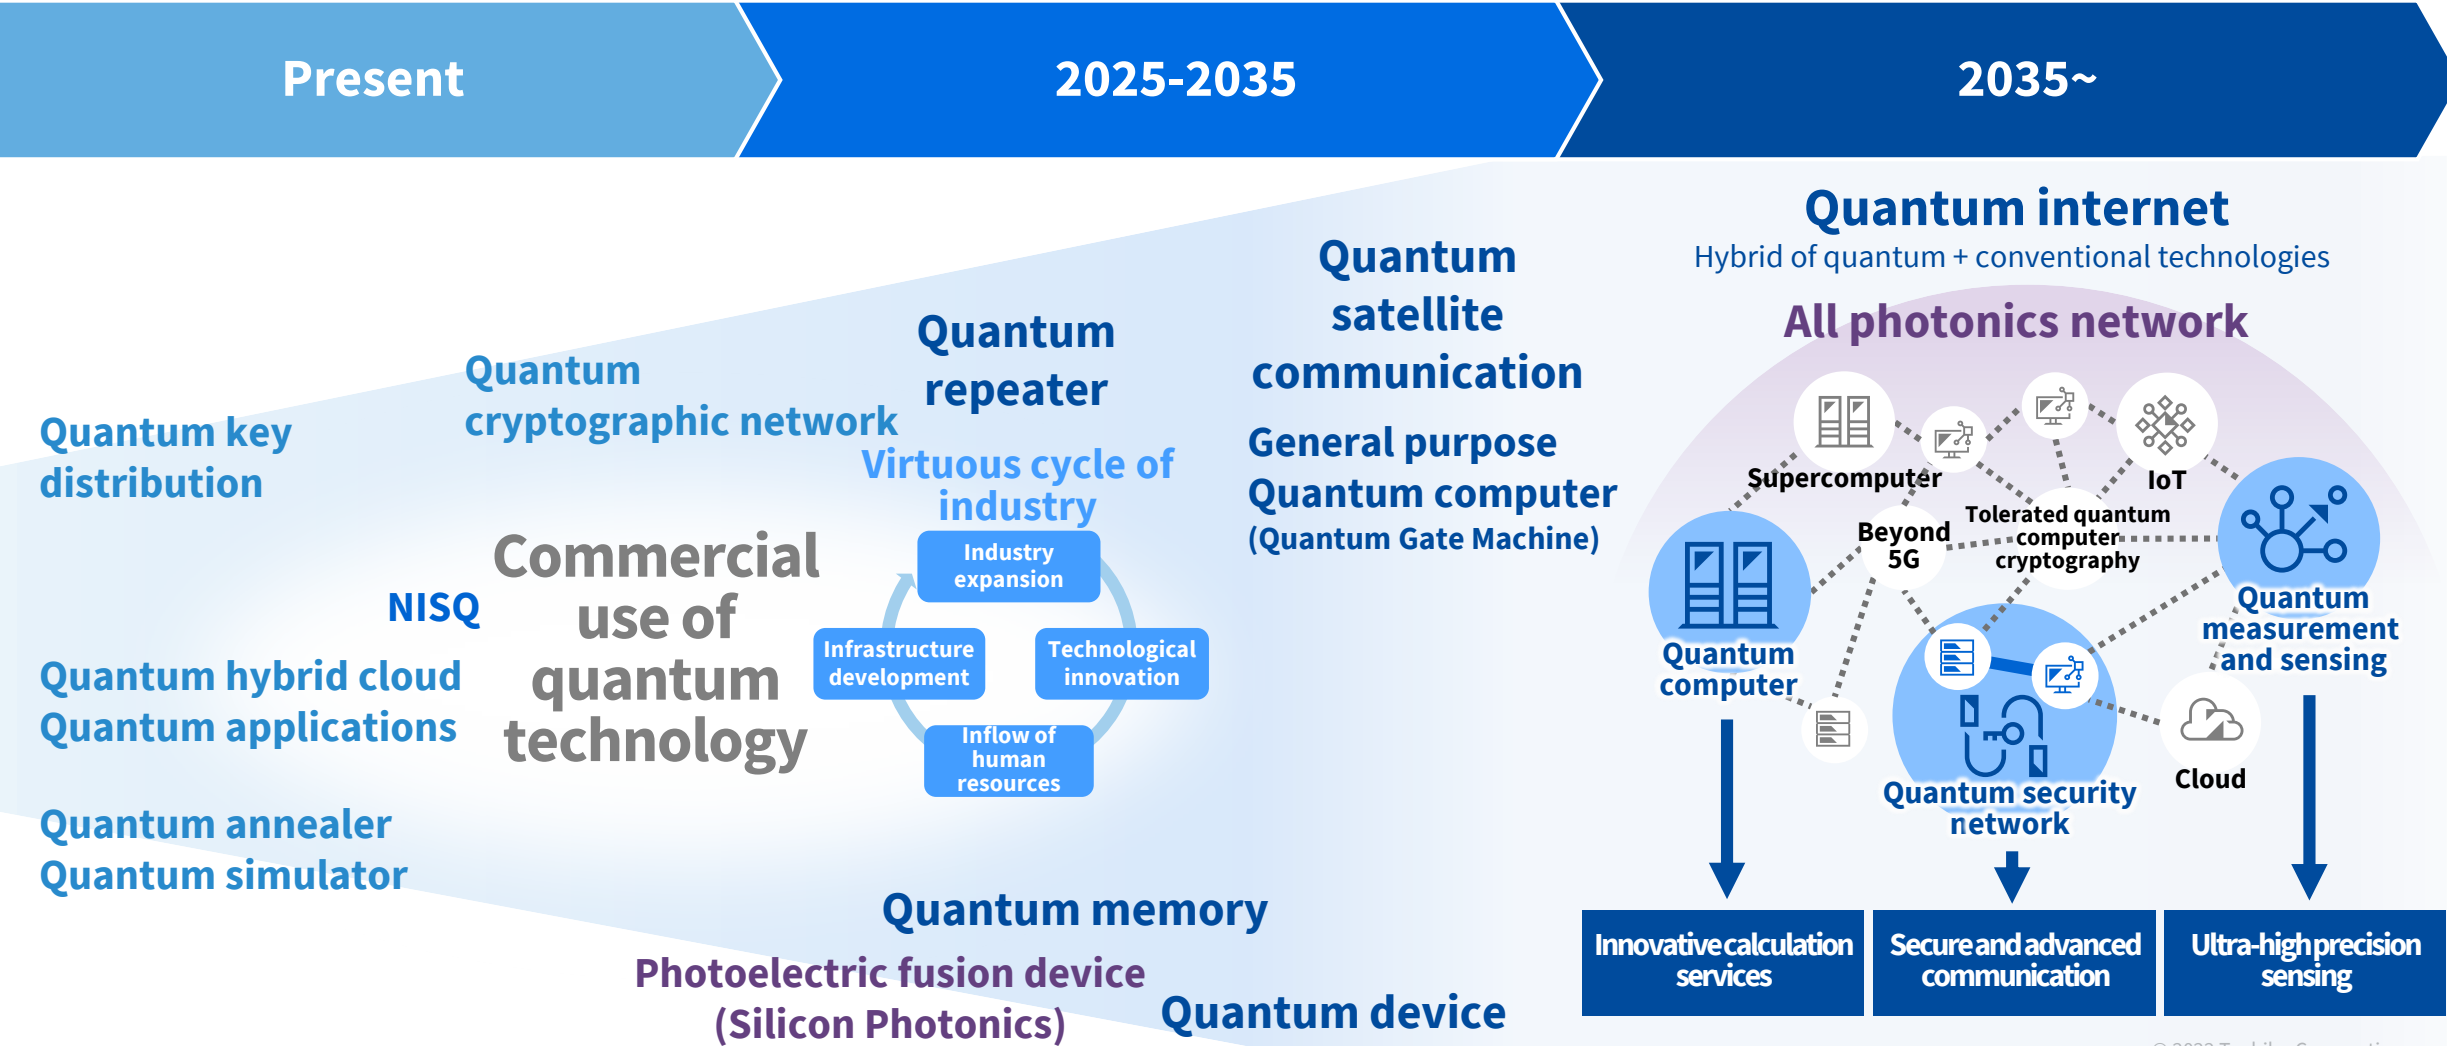 Present
2025-2035
2035~
Quantum key
distribution
Quantum
cryptographic network
NISQ
Quantum hybrid cloud
Quantum applications
Quantum annealer
Quantum simulator
Commercial
use of
quantum
technology
Quantum
repeater
Virtuous cycle of
industry
Industry
expansion
Infrastructure
development
Technological
innovation
Inflow of
human
resources
Quantum
satellite
communication
General purpose
Quantum computer
(Quantum Gate Machine)
Quantum memory
Photoelectric fusion device
(Silicon Photonics)
Quantum device
Quantum internet
Hybrid of quantum + conventional technologies
All photonics network
Supercomputer
IoT
Beyond
5G
Tolerated quantum
computer
cryptography
Quantum
computer
Quantum
measurement
and sensing
Quantum security
network
Cloud
Innovative calculation
services
Secure and advanced
communication
Ultra-high precision
sensing